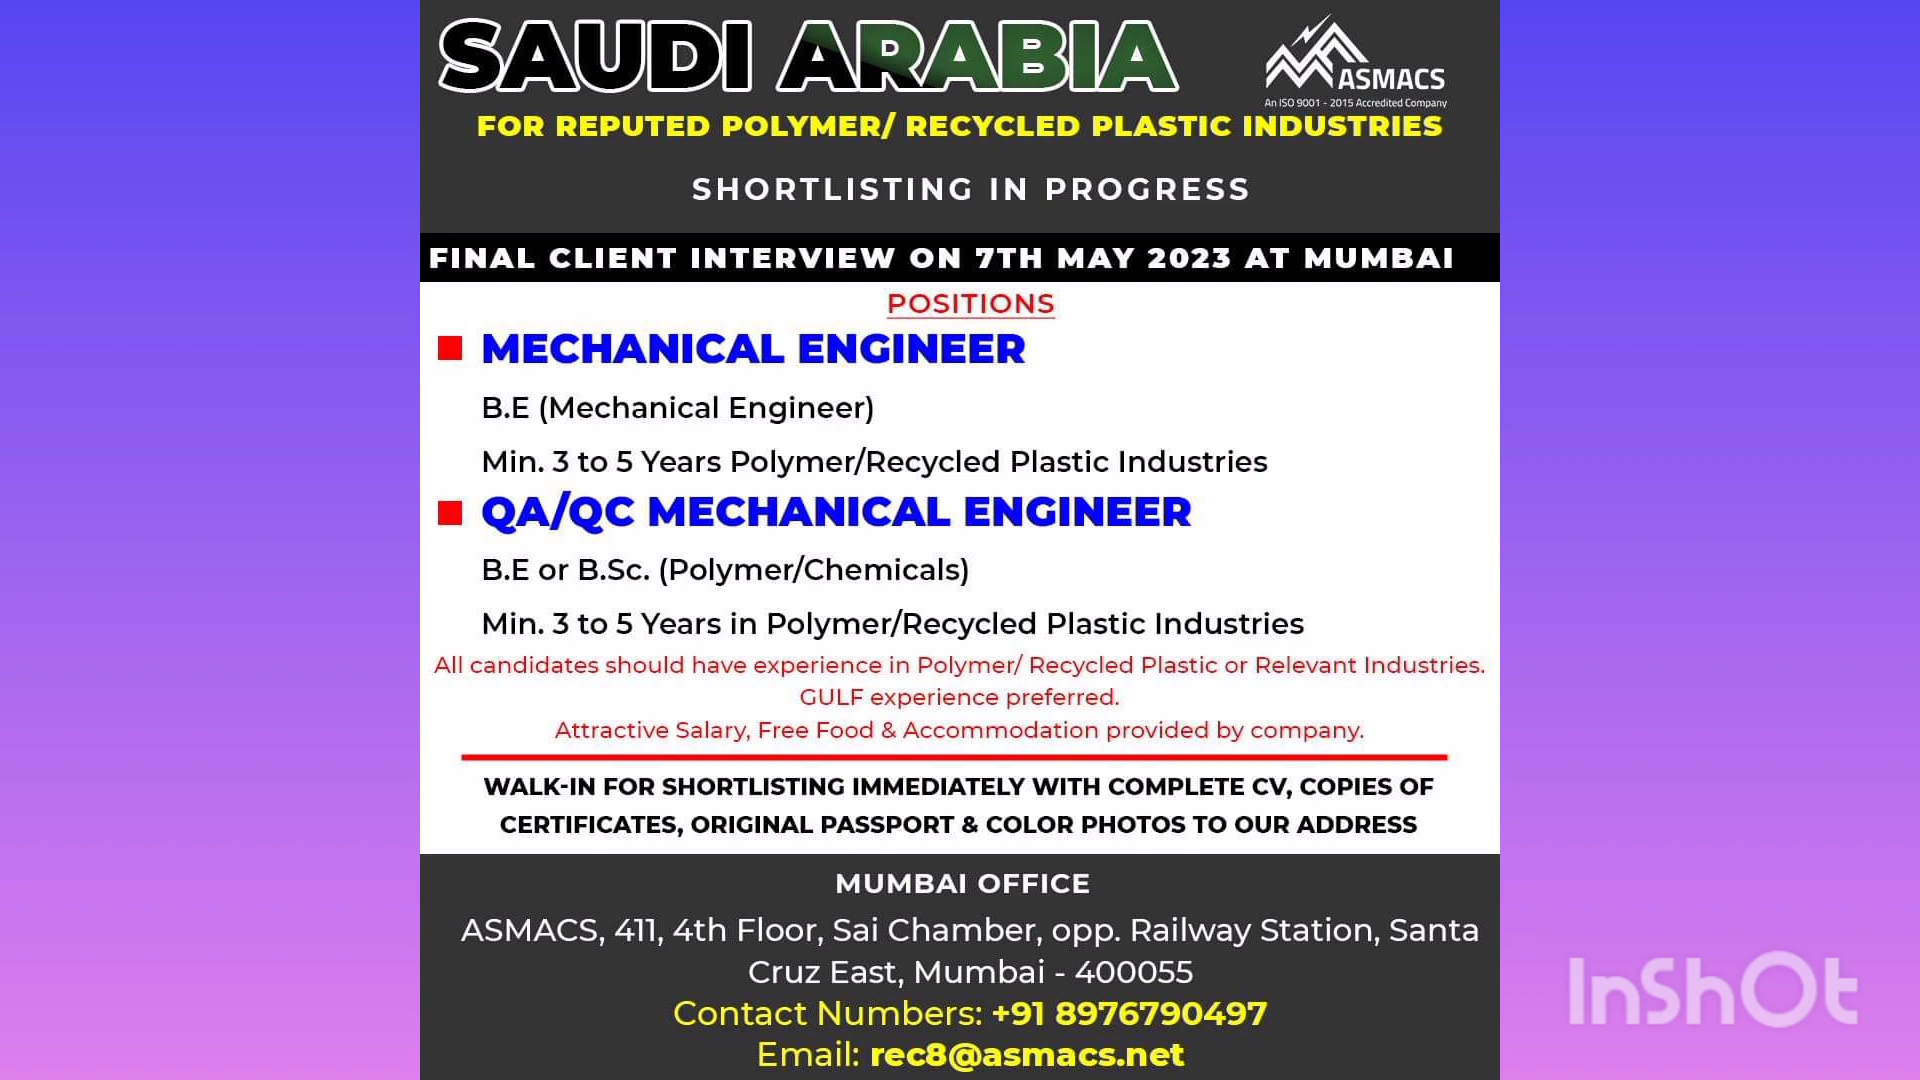 SAUDI ARABIA
ASMACS
An ISO 9001 - 2015 Accredited Company
FOR REPUTED POLYMER/ RECYCLED PLASTIC INDUSTRIES
SHORTLISTING IN PROGRESS
FINAL CLIENT INTERVIEW ON 7TH MAY 2023 AT MUMBAI
POSITIONS
MECHANICAL ENGINEER
B.E (Mechanical Engineer)
Min. 3 to 5 Years Polymer/Recycled Plastic Industries
QA/QC MECHANICAL ENGINEER
B.E or B.Sc. (Polymer/Chemicals)
Min. 3 to 5 Years in Polymer/Recycled Plastic Industries
All candidates should have experience in Polymer/ Recycled Plastic or Relevant Industries.
GULF experience preferred.
Attractive Salary, Free Food & Accommodation provided by company.
WALK-IN FOR SHORTLISTING IMMEDIATELY WITH COMPLETE CV, COPIES OF
CERTIFICATES, ORIGINAL PASSPORT & COLOR PHOTOS TO OUR ADDRESS
MUMBAI OFFICE
ASMACS, 411, 4th Floor, Sai Chamber, opp. Railway Station, Santa
Cruz East, Mumbai - 400055
Contact Numbers: +91 8976790497
Email: rec8@asmacs.net
InShOt